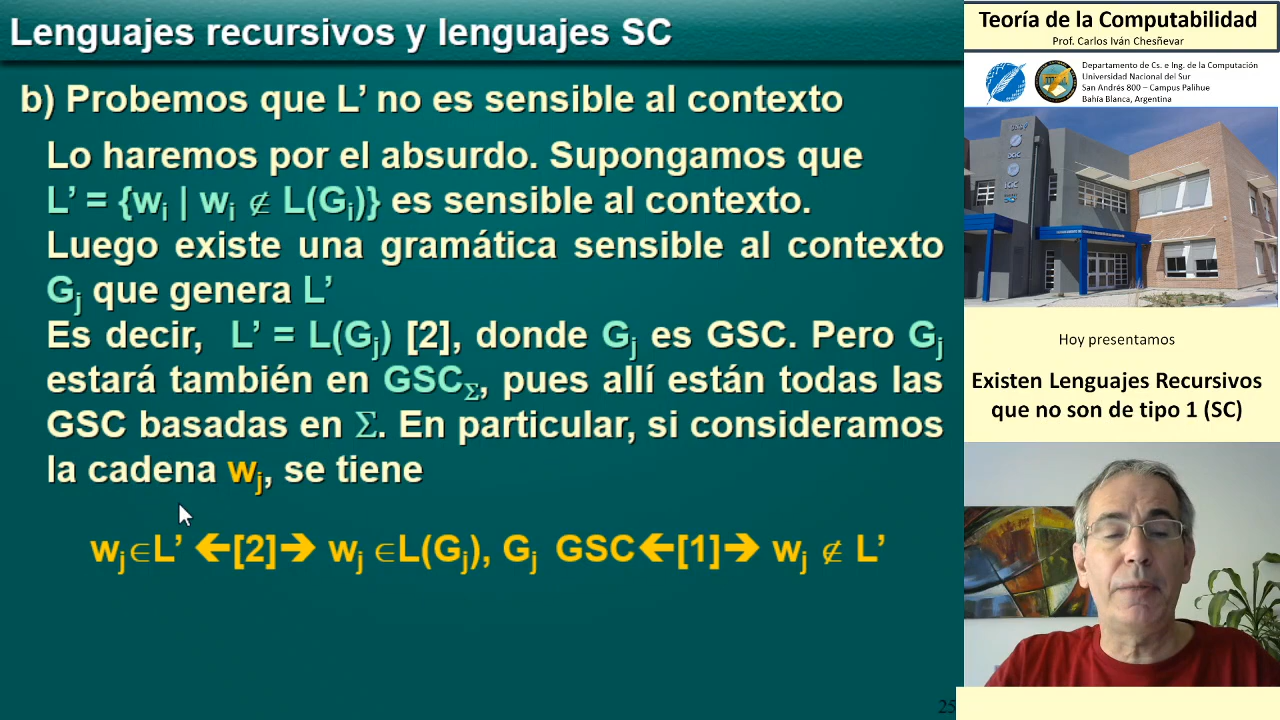 Lenguajes recursivos y lenguajes SC
b) Probemos que L’ no es sensible al contexto
Lo haremos por el absurdo. Supongamos que
L’ = {wi | wi ∉ L(Gi)} es sensible al contexto.
Luego existe una gramática sensible al contexto
Gj que genera L’
Es decir, L’ = L(Gj) [2], donde Gj es GSC. Pero Gj
estará también en GSCΣ, pues allí están todas las
GSC basadas en Σ. En particular, si consideramos
la cadena wj, se tiene
wj∈L’ 🡸[2]🡺 wj ∈L(Gj), Gj GSC🡸[1]🡺 wj ∉ L’
25
Teoría de la Computabilidad
Prof. Carlos Iván Chesñevar
Departamento de Cs. e Ing. de la Computación
Universidad Nacional del Sur
San Andrés 800 – Campus Palihue
Bahía Blanca, Argentina
Hoy presentamos
Existen Lenguajes Recursivos
que no son de tipo 1 (SC)